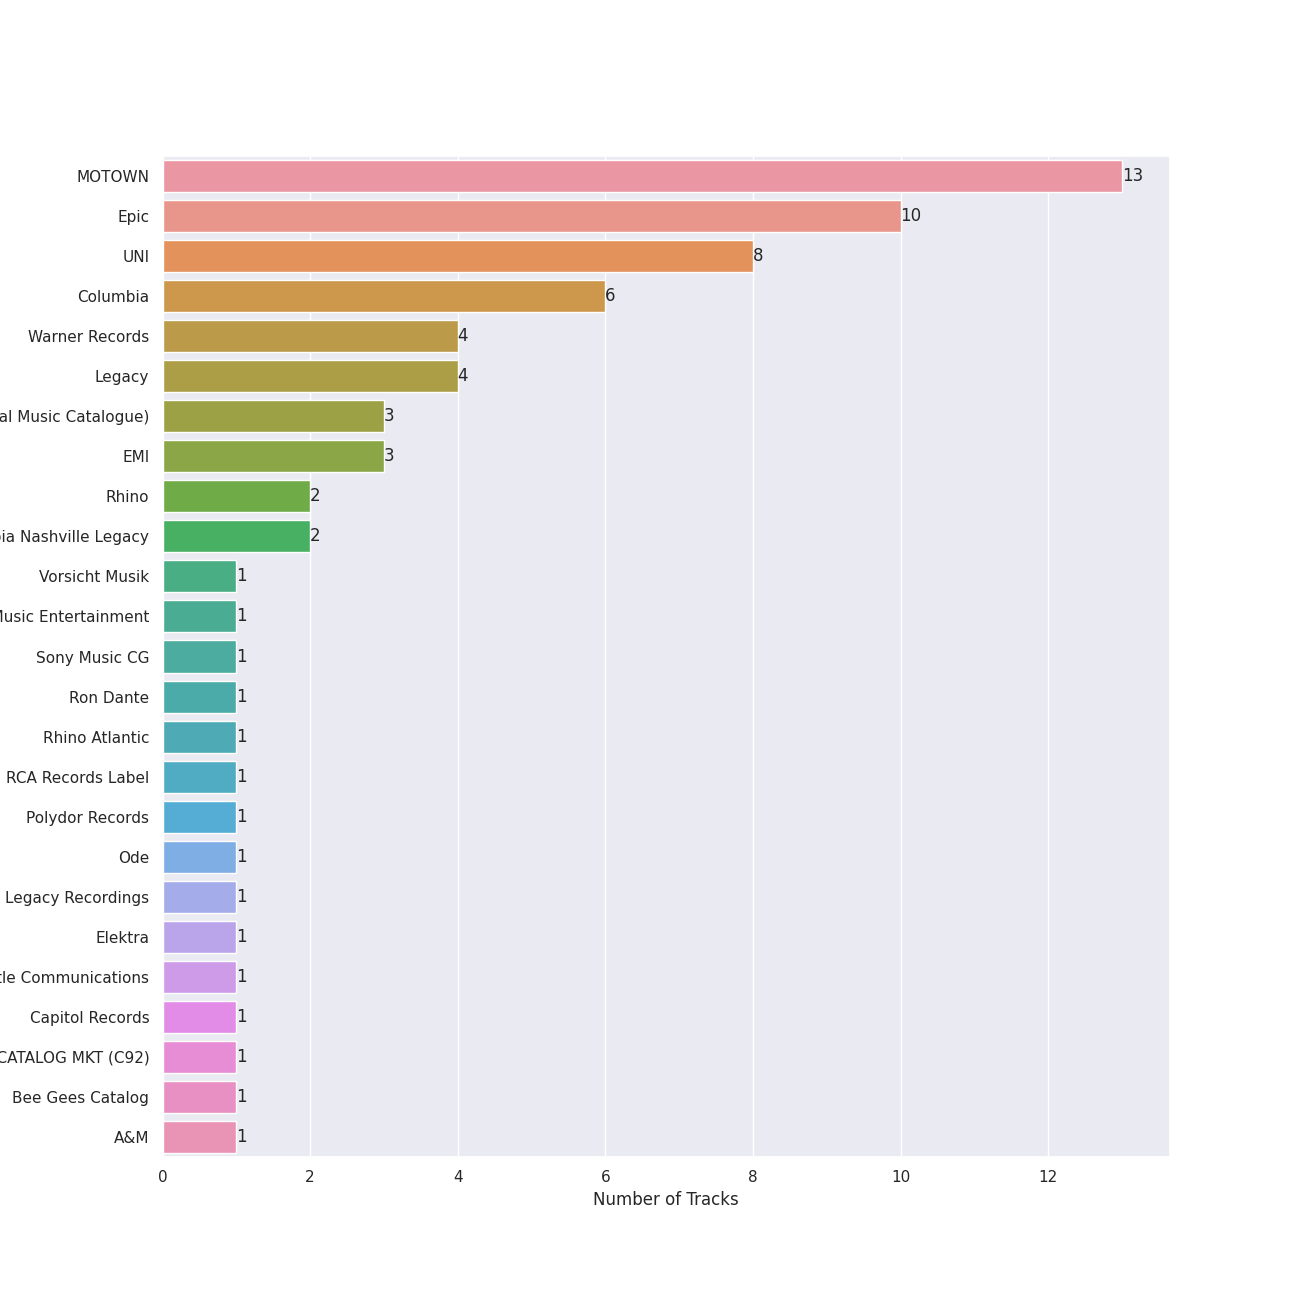 MOTOWN 13
Epic 10
UNI 8
Columbia 6
Warner Records 4
Legacy 4
Music Catalogue) 3
EMI 3
Rhino 2
Nashville Legacy 2
Vorsicht Musik 1
Entertainment 1
Sony Music CG 1
Ron Dante 1
Rhino Atlantic 1
RCA Records Label 1
Polydor Records 1
Ode 1
Legacy Recordings 1
Elektra 1
Communications 1
Capitol Records 1
CATALOG MKT (C92) 1
Bee Gees Catalog 1
A&M 1
0 2 4 6 8 10 12
Number of Tracks